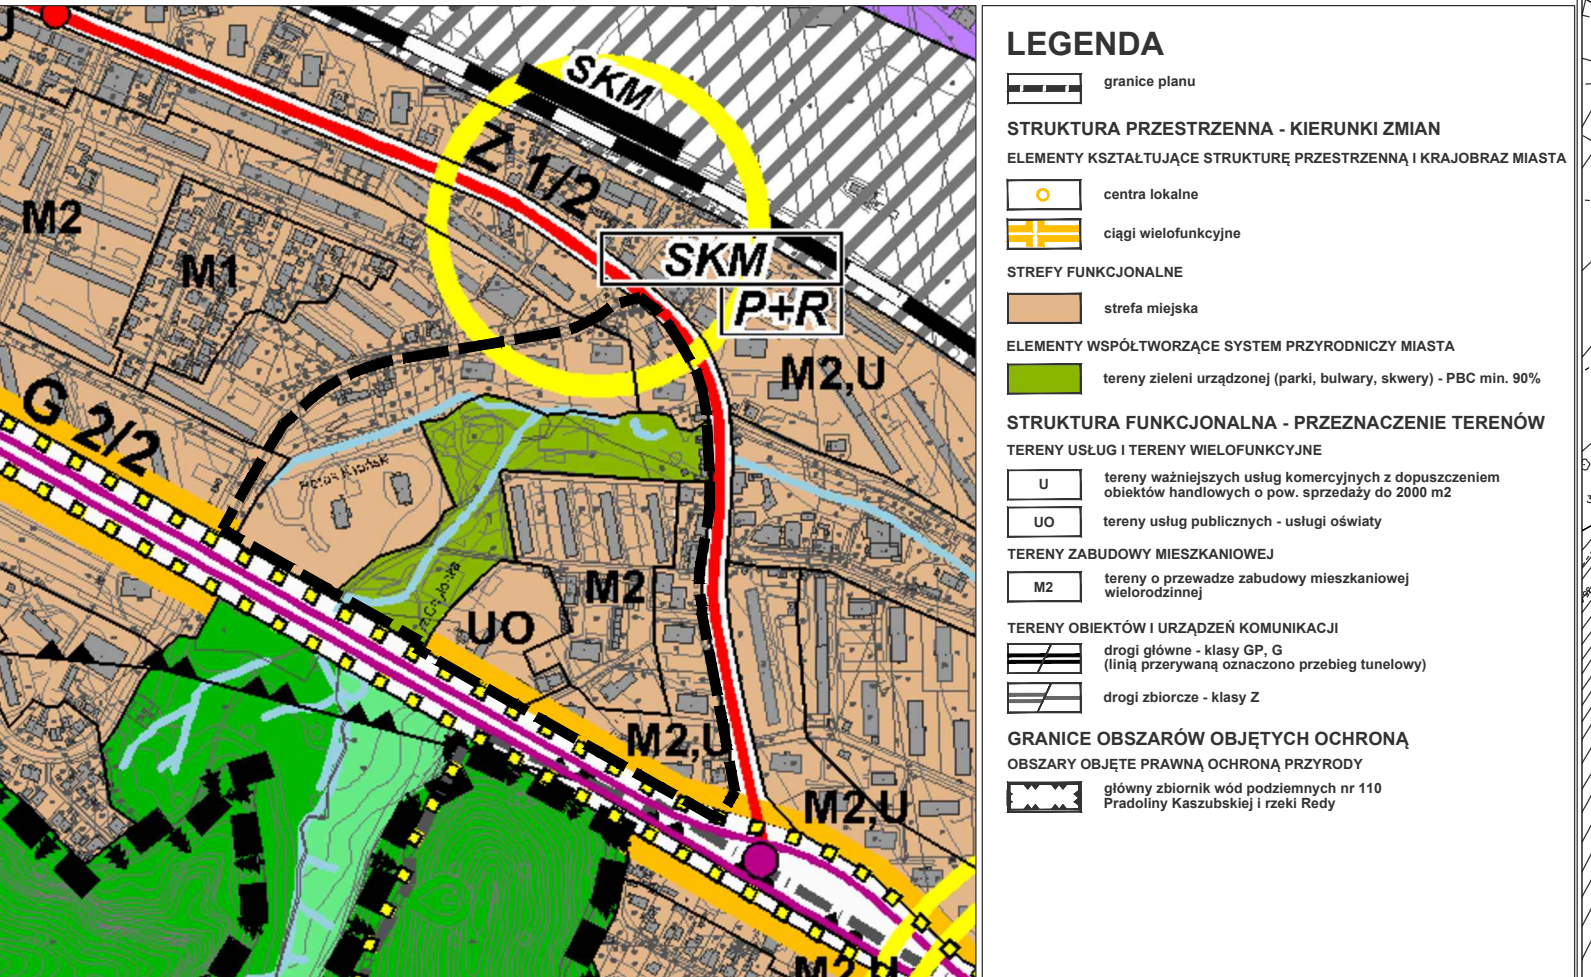 SKM
Z 1/2
M2
M1
SKM
P+R
M2,U
G 2/2
M2
UO
M2,U
M2,U
M2,U
LEGENDA
granice planu
STRUKTURA PRZESTRZENNA - KIERUNKI ZMIAN
ELEMENTY KSZTAŁTUJĄCE STRUKTURĘ PRZESTRZENNĄ I KRAJOBRAZ MIASTA
centra lokalne
ciągi wielofunkcyjne
STREFY FUNKCJONALNE
strefa miejska
ELEMENTY WSPÓŁTWORZĄCE SYSTEM PRZYRODNICZY MIASTA
tereny zieleni urządzonej (parki, bulwary, skwery) - PBC min. 90%
STRUKTURA FUNKCJONALNA - PRZEZNACZENIE TERENÓW
TERENY USŁUG I TERENY WIELOFUNKCYJNE
U
tereny ważniejszych usług komercyjnych z dopuszczeniem
obiektów handlowych o pow. sprzedaży do 2000 m2
UO
tereny usług publicznych - usługi oświaty
TERENY ZABUDOWY MIESZKANIOWEJ
M2
tereny o przewadze zabudowy mieszkaniowej
wielorodzinnej
TERENY OBIEKTÓW I URZĄDZEŃ KOMUNIKACJI
drogi główne - klasy GP, G
(linią przerywaną oznaczono przebieg tunelowy)
drogi zbiorcze - klasy Z
GRANICE OBSZARÓW OBJĘTYCH OCHRONĄ
OBSZARY OBJĘTE PRAWNĄ OCHRONĄ PRZYRODY
główny zbiornik wód podziemnych nr 110
Pradoliny Kaszubskiej i rzeki Redy